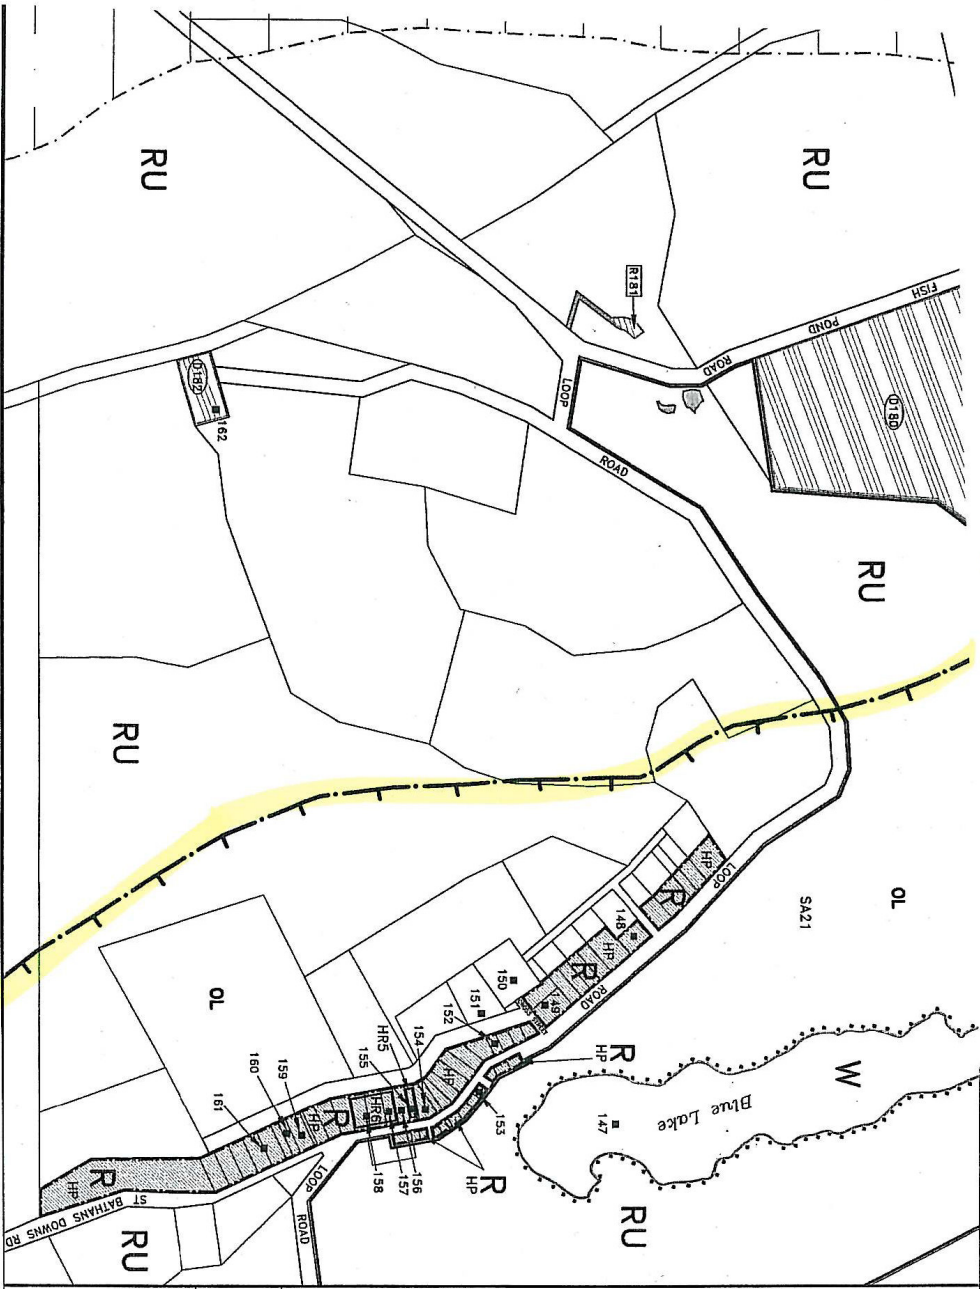 RU
RU
R181
FISH POND ROAD
D180
LOOP ROAD
D182
162
RU
RU
OL
SA21
HP
R
LOOP ROAD
148
HP
R
149
150
151
152
OL
W
Blue Lake
147
R
HP
153
HP
154
HR5
155
HR6
R
HP
156
157
158
R
HP
159
160
161
RU
R
HP
LOOP ROAD
ST BATHANS DOWNS RD
RU